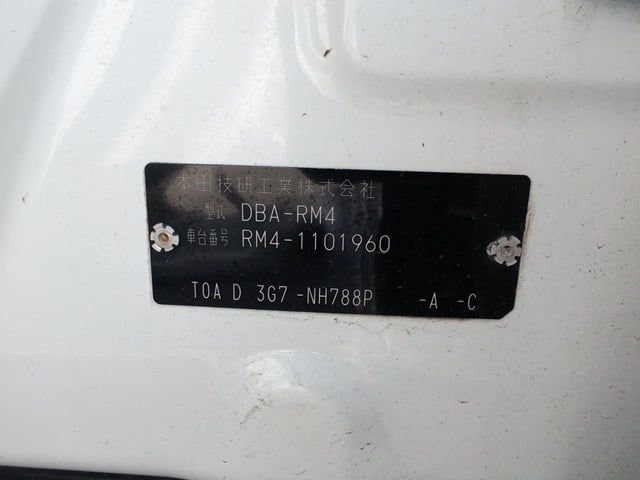 本田技研工業株式会社
型式 DBA-RM4
車台番号 RM4-1101960
T0A D 3G7 -NH788P -A -C